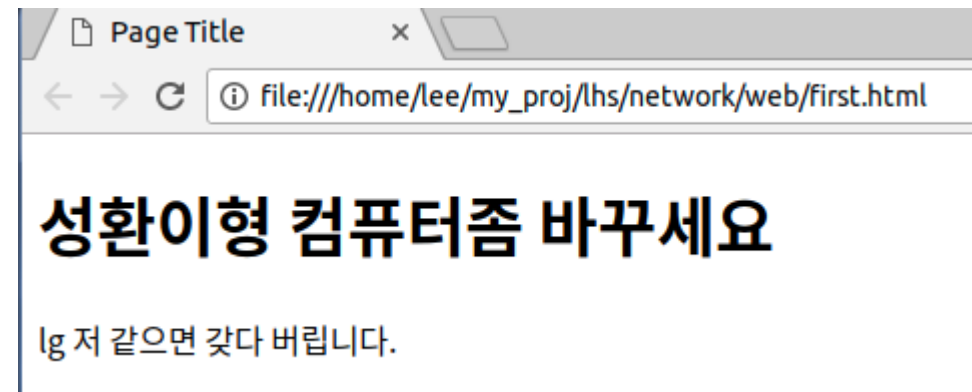 Page Title
file:///home/lee/my_proj/lhs/network/web/first.html
성환이형 컴퓨터좀 바꾸세요
lg 저 같으면 갖다 버립니다.